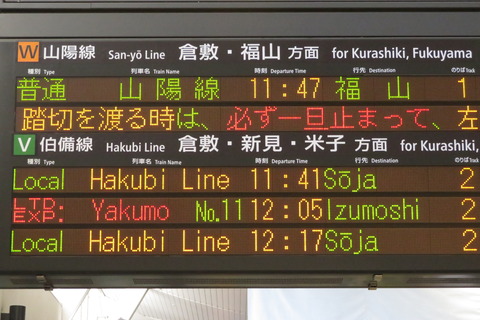 W 山陽線 San-yō Line 倉敷・福山 方面 for Kurashiki, Fukuyama
種別 Type 列車名 Train Name 時刻 Departure Time 行先 Destination のりば Track
普通 山陽線 11:47 福山 1
踏切を渡る時は、必ず一旦止まって、左
V 伯備線 Hakubi Line 倉敷・新見・米子 方面 for Kurashiki,
種別 Type 列車名 Train Name 時刻 Departure Time 行先 Destination のりば Track
Local Hakubi Line 11:41 Sōja 2
LTD. EXP: Yakumo No.11 12:05 Izumoshi 2
Local Hakubi Line 12:17 Sōja 2